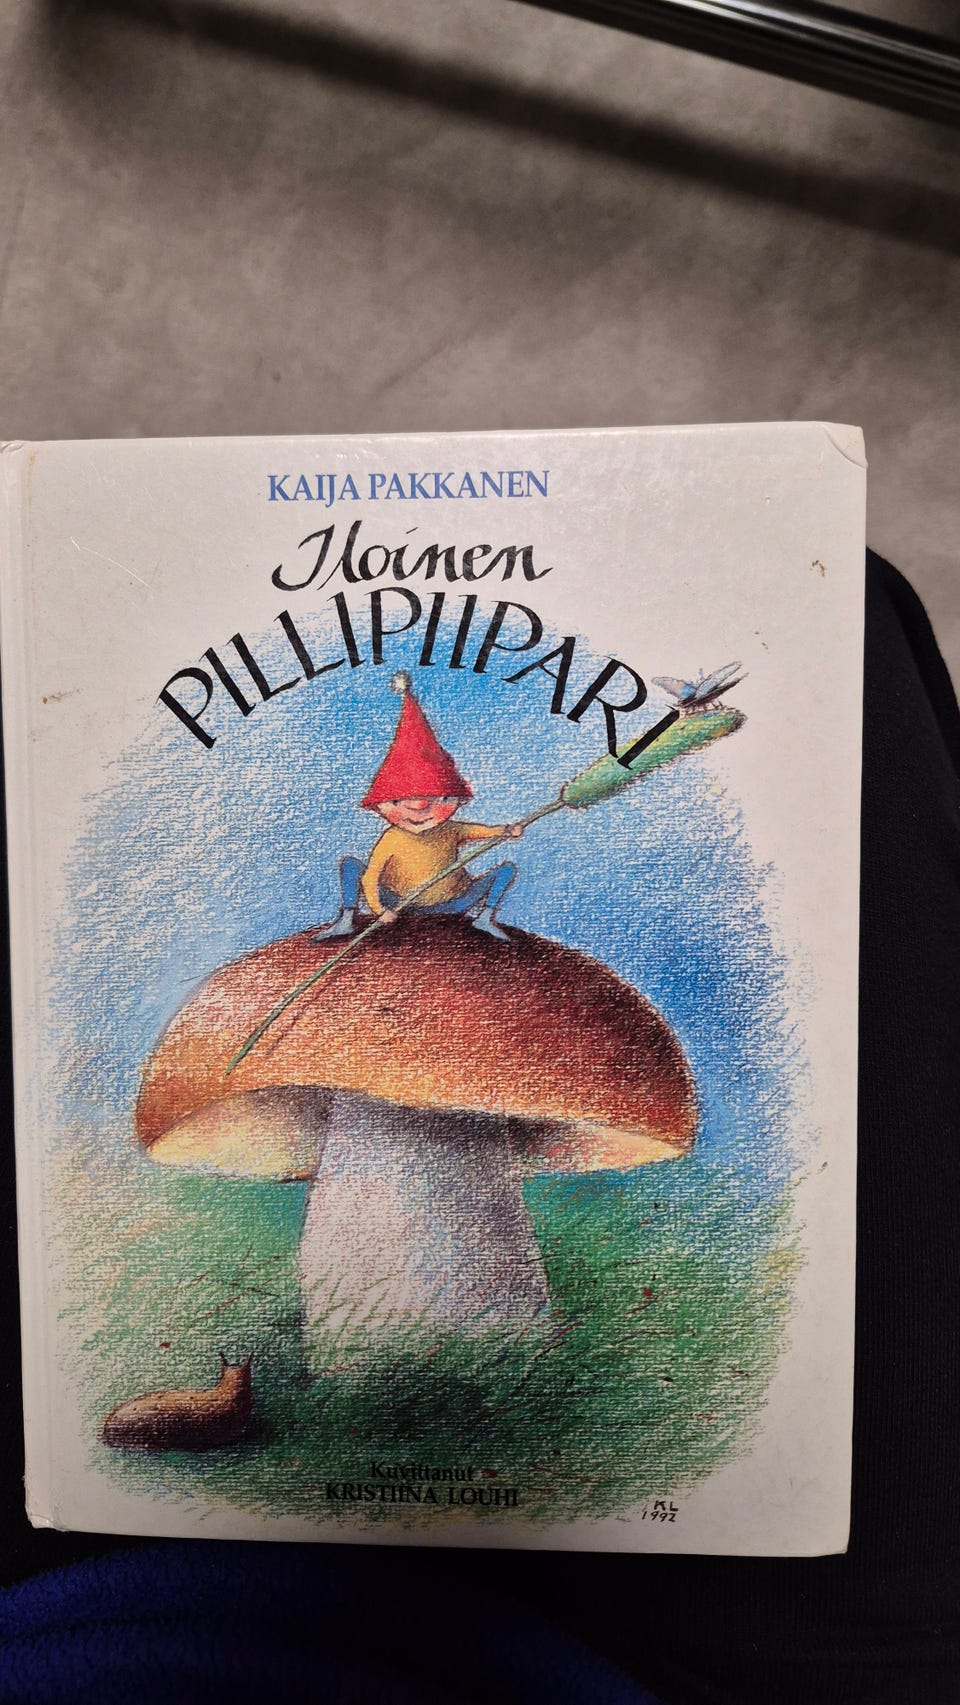 KAIJA PAKKANEN
Iloinen
PILLIPIIPARI
Kuvittanut
KRISTIINA LOUHI
KL
1992